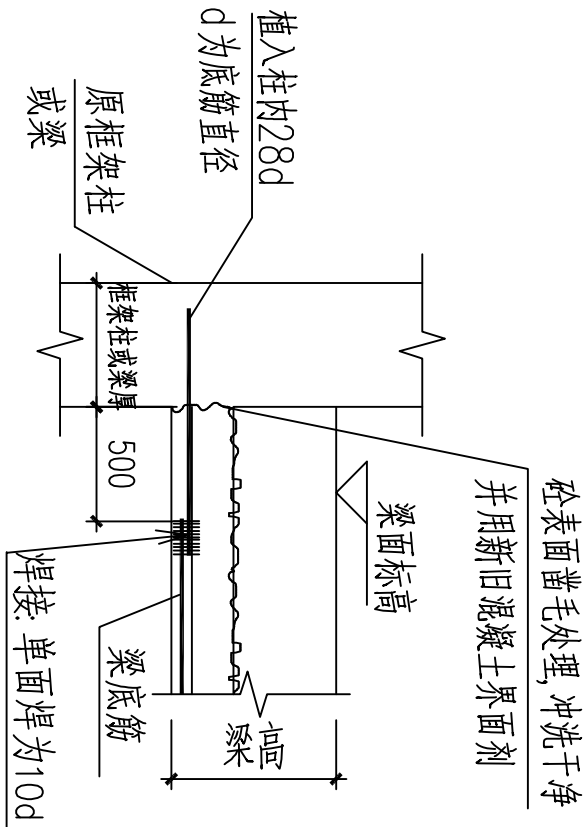 砼表面凿毛处理,冲洗干净
并用新旧混凝土界面剂
梁面标高
梁高
植入柱内28d
d为底筋直径
框架柱或梁厚
500
原框架柱
或梁
梁底筋
焊接: 单面焊为10d